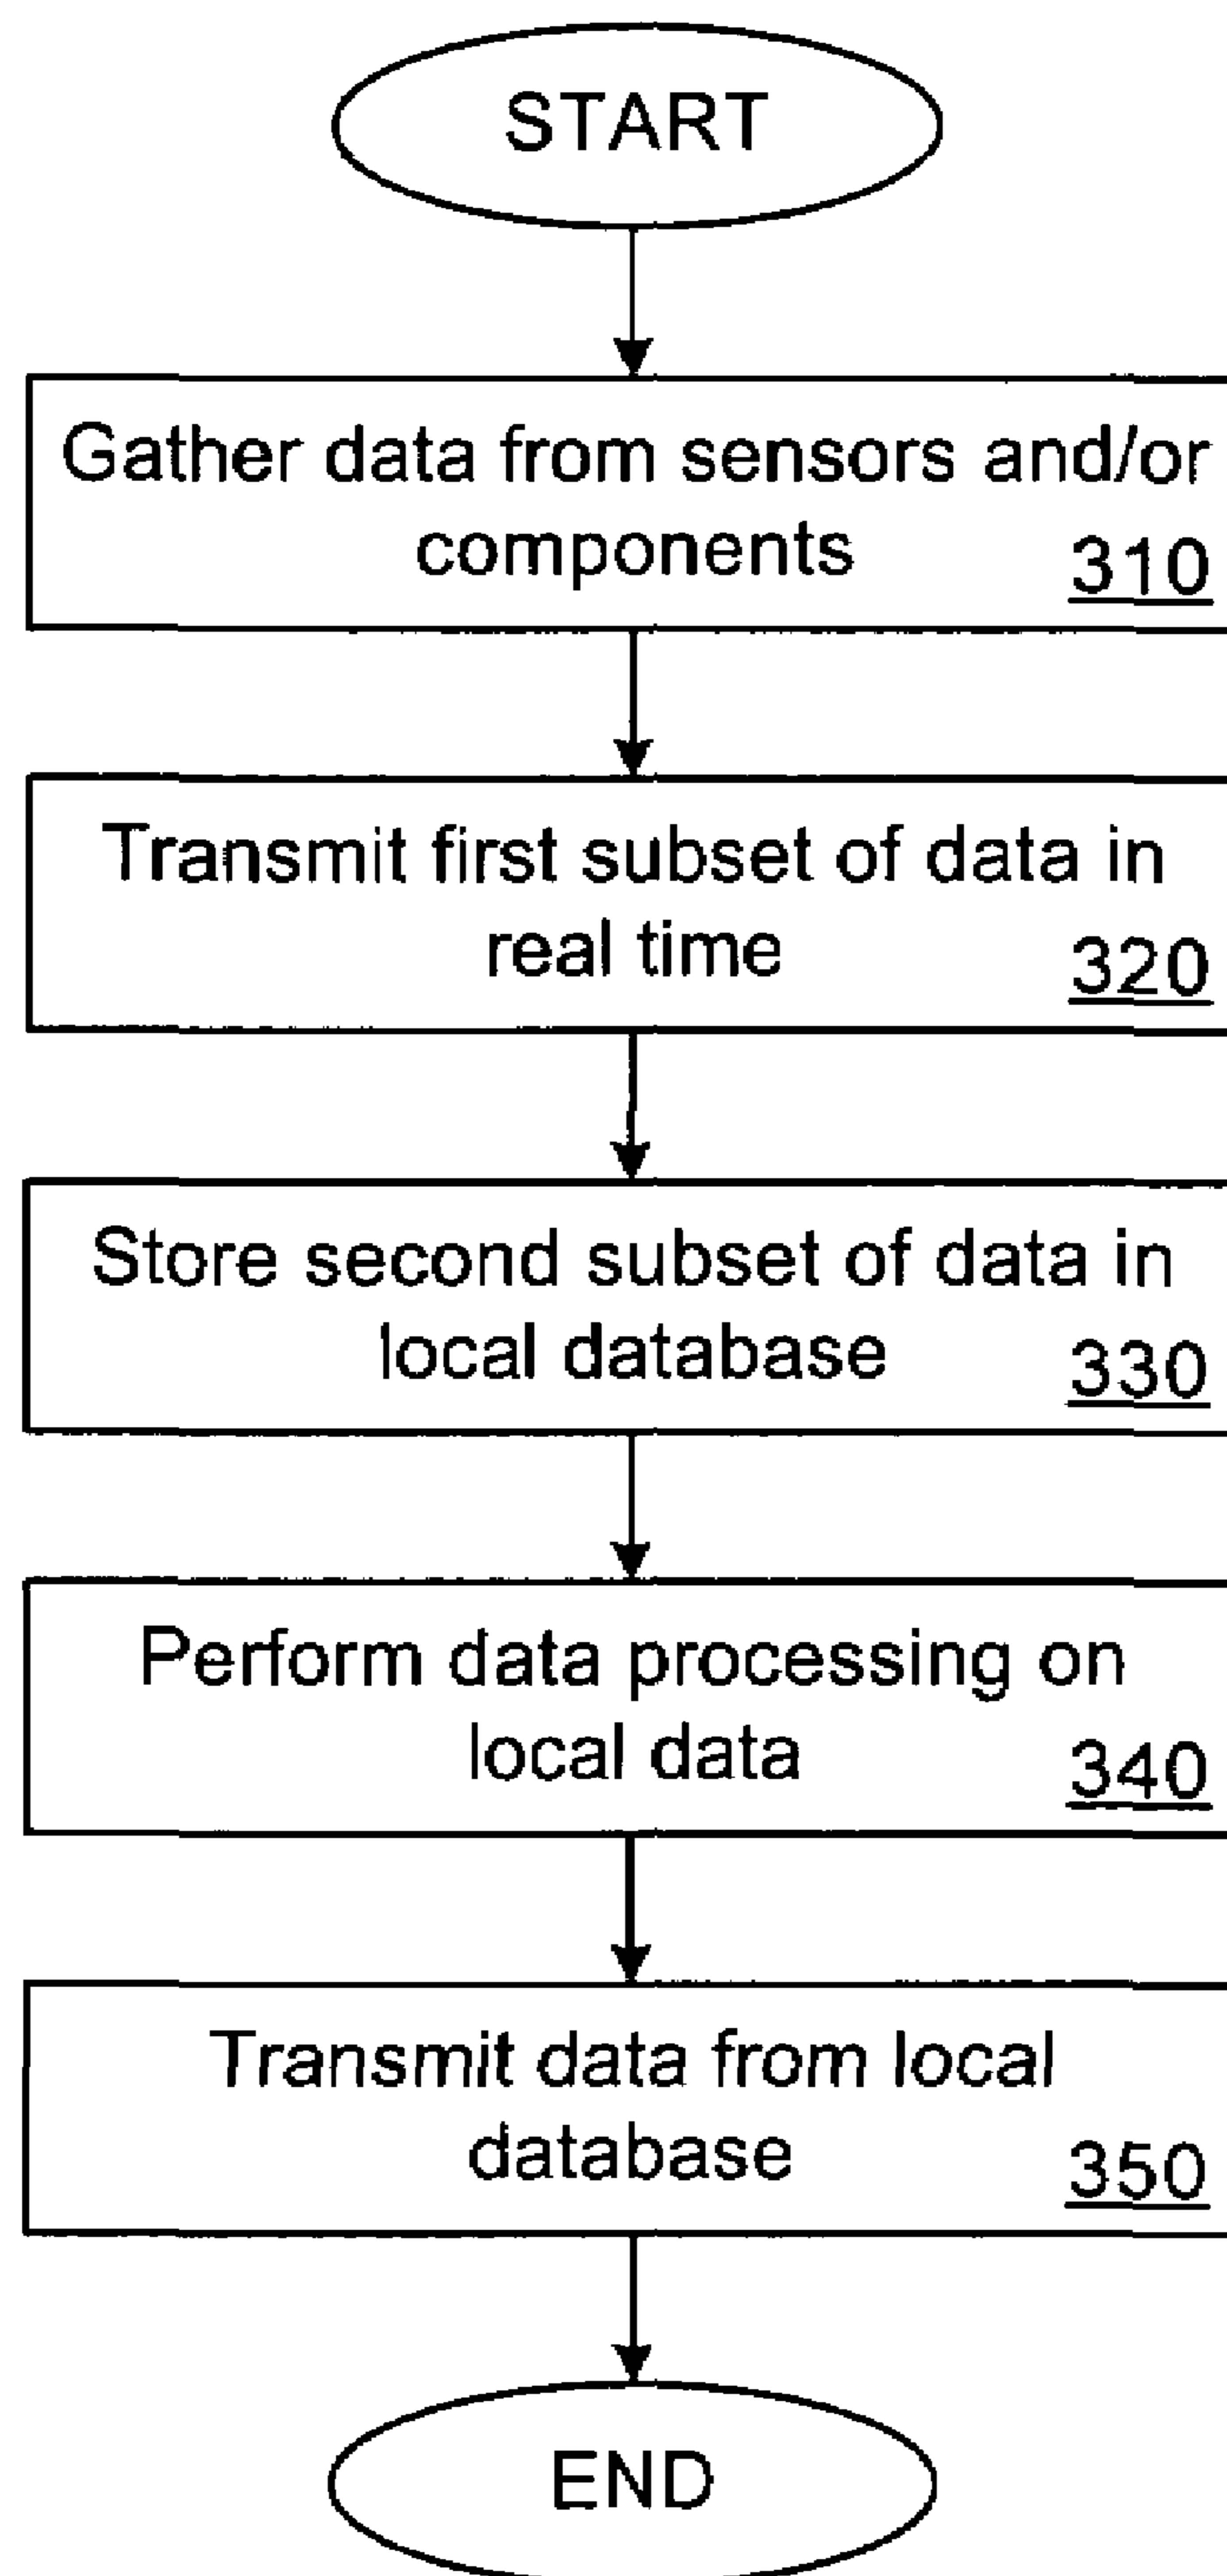 START
Gather data from sensors and/or
components
310
Transmit first subset of data in
real time
320
Store second subset of data in
local database
330
Perform data processing on
local data
340
Transmit data from local
database
350
END